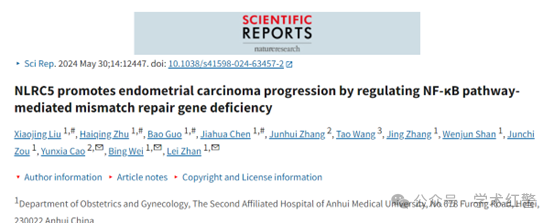 SCIENTIFIC
REPORTS
natureresearch
▸ Sci Rep. 2024 May 30;14:12447. doi: 10.1038/s41598-024-63457-2
NLRC5 promotes endometrial carcinoma progression by regulating NF-κB pathway-
mediated mismatch repair gene deficiency
Xiaojing Liu 1,#, Haiqing Zhu 1,#, Bao Guo 1,#, Jiahua Chen 1,#, Junhui Zhang 2, Tao Wang 3, Jing Zhang 1, Wenjun Shan 1, Junchi
Zou 1, Yunxia Cao 2,✉, Bing Wei 1,✉, Lei Zhan 1,✉
▸ Author information ▸ Article notes ▸ Copyright and License information
1Department of Obstetrics and Gynecology, The Second Affiliated Hospital of Anhui Medical University, No 678 Furong Road, Hefei,
230022 Anhui China
公众号 学术红警